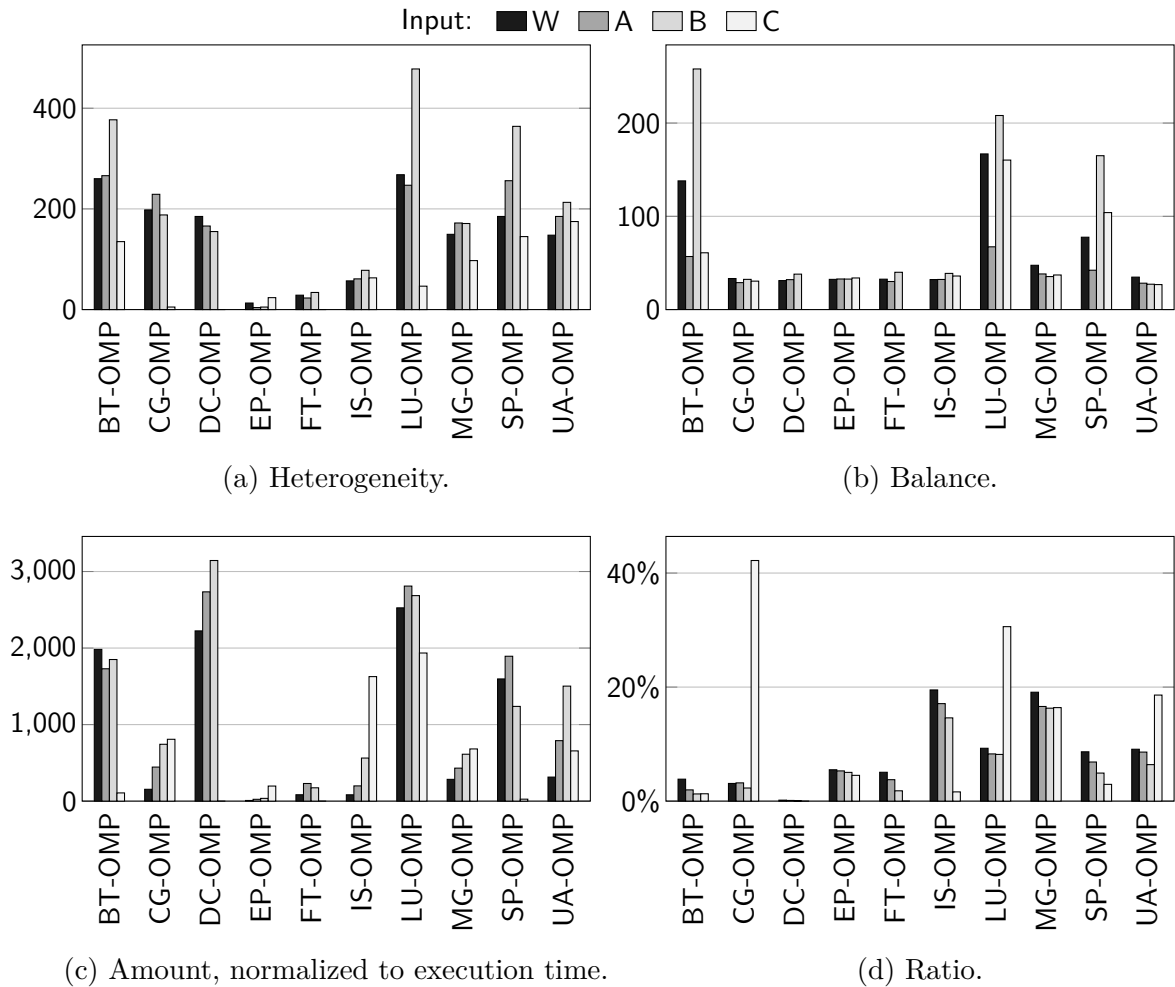 Input: W A B C
400
200
0
BT-OMP
CG-OMP
DC-OMP
EP-OMP
FT-OMP
IS-OMP
LU-OMP
MG-OMP
SP-OMP
UA-OMP
(a) Heterogeneity.
200
100
0
BT-OMP
CG-OMP
DC-OMP
EP-OMP
FT-OMP
IS-OMP
LU-OMP
MG-OMP
SP-OMP
UA-OMP
(b) Balance.
3,000
2,000
1,000
0
BT-OMP
CG-OMP
DC-OMP
EP-OMP
FT-OMP
IS-OMP
LU-OMP
MG-OMP
SP-OMP
UA-OMP
(c) Amount, normalized to execution time.
40%
20%
0%
BT-OMP
CG-OMP
DC-OMP
EP-OMP
FT-OMP
IS-OMP
LU-OMP
MG-OMP
SP-OMP
UA-OMP
(d) Ratio.